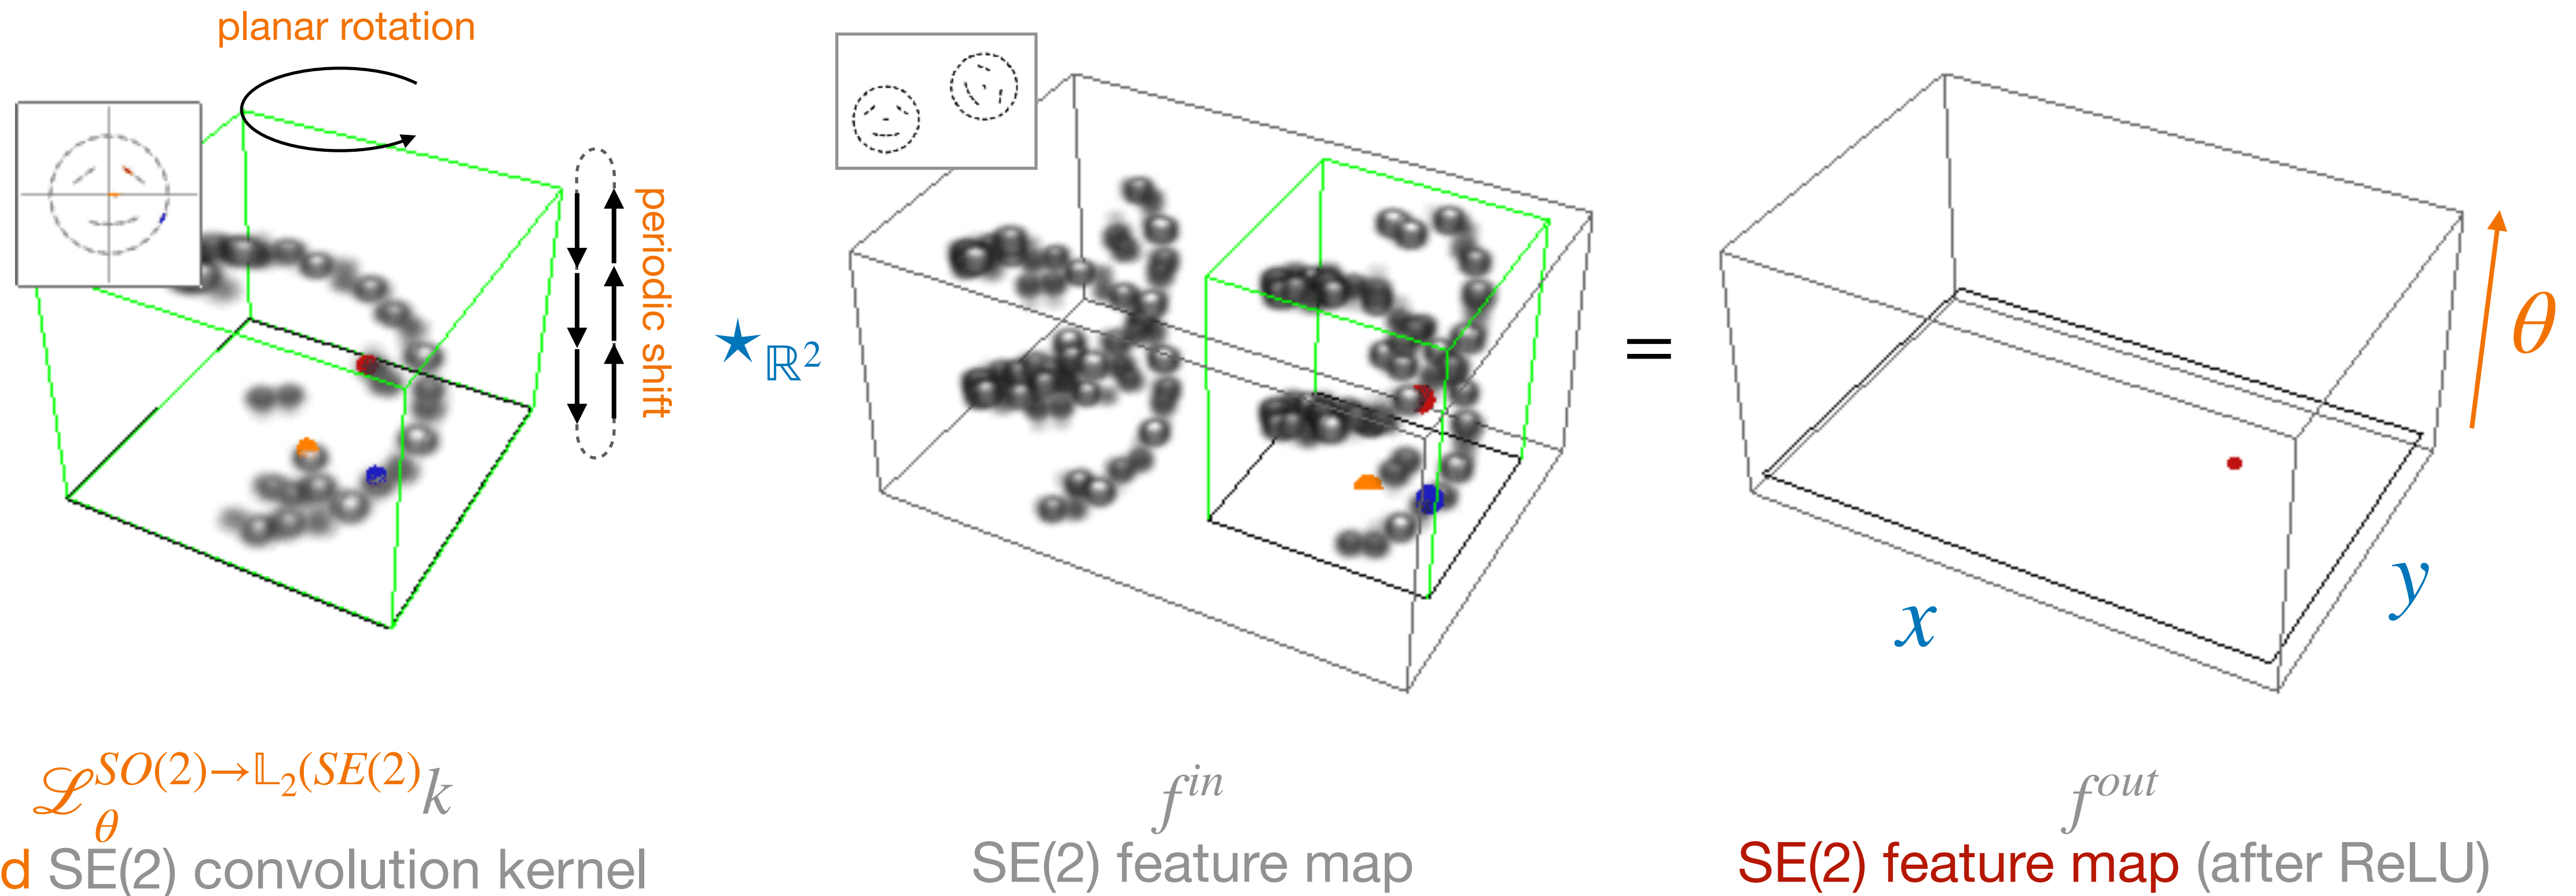 planar rotation
periodic shift
⋆_{ℝ²}
=
θ
x
y
ℒ_θ^{SO(2)→𝕃₂(SE(2)} k
f^{in}
f^{out}
d SE(2) convolution kernel
SE(2) feature map
SE(2) feature map (after ReLU)